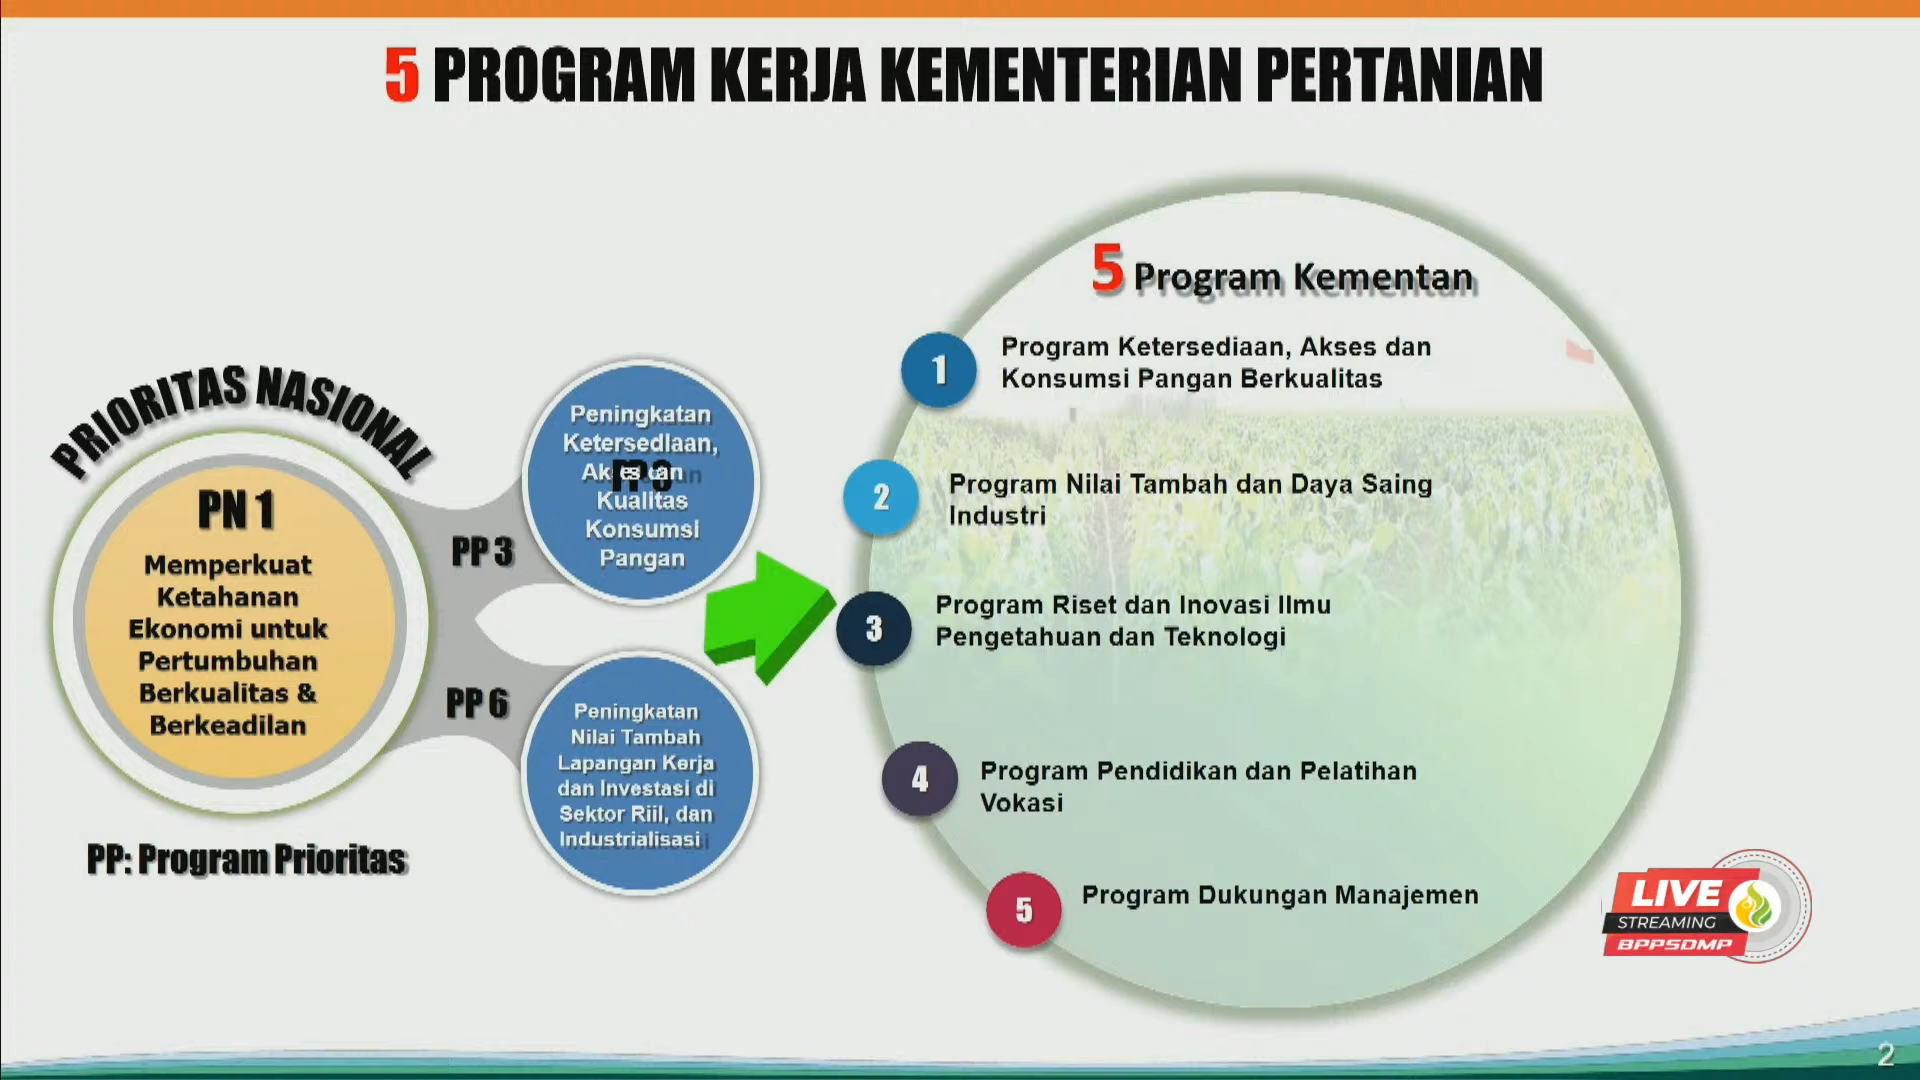 5 PROGRAM KERJA KEMENTERIAN PERTANIAN
PRIORITAS NASIONAL
PN 1
Memperkuat
Ketahanan
Ekonomi untuk
Pertumbuhan
Berkualitas &
Berkeadilan
PP: Program Prioritas
PP 3
Peningkatan
Ketersediaan,
Kualitas
Konsumsi
Pangan
PP 6
Peningkatan
Nilai Tambah
Lapangan Kerja
dan Investasi di
Sektor Riil, dan
Industrialisasi
5 Program Kementan
1
Program Ketersediaan, Akses dan
Konsumsi Pangan Berkualitas
2
Program Nilai Tambah dan Daya Saing
Industri
3
Program Riset dan Inovasi Ilmu
Pengetahuan dan Teknologi
4
Program Pendidikan dan Pelatihan
Vokasi
5
Program Dukungan Manajemen
LIVE
STREAMING
BPPSDMP
2